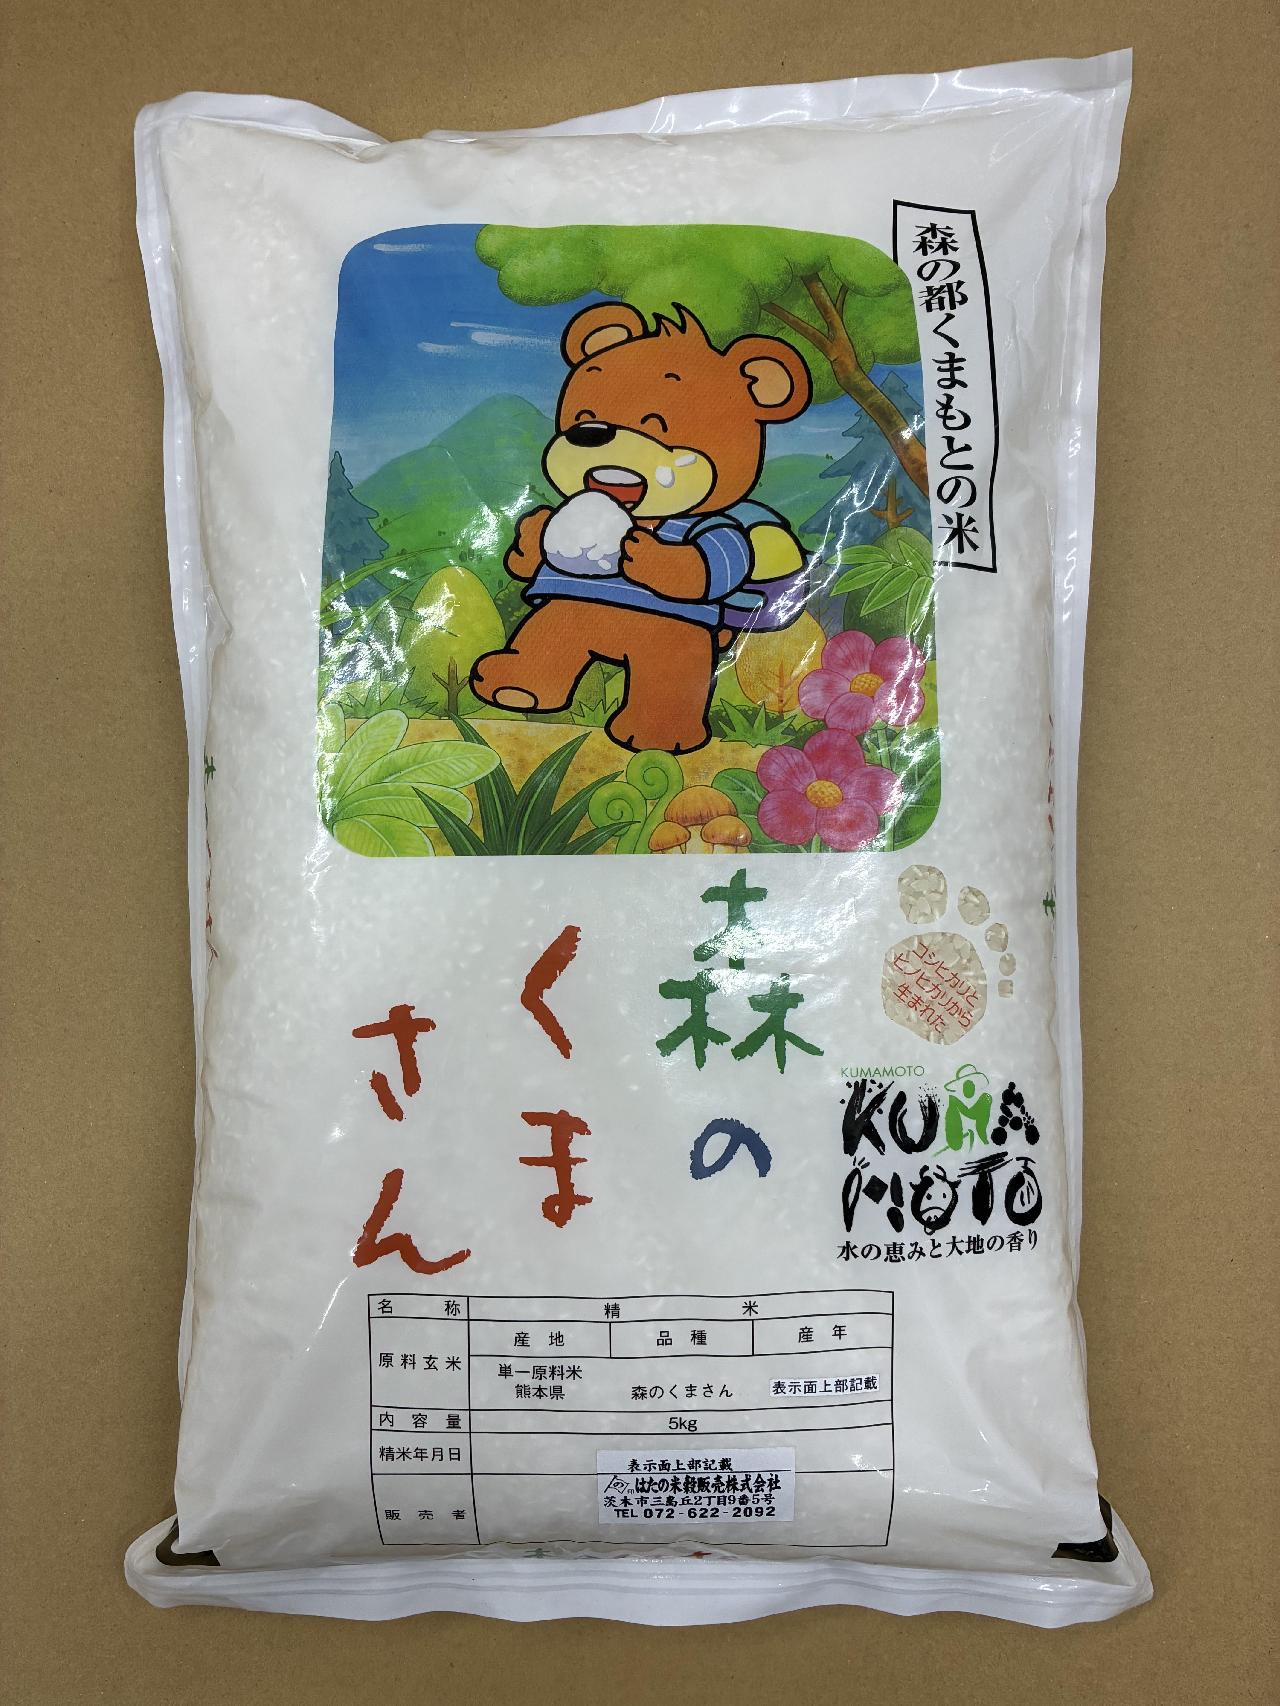 森の都くまもとの米
森の
くま
さん
コシヒカリと
ヒノヒカリから
生まれた
KUMAMOTO
KUMA
MOTO
水の恵みと大地の香り
名称 精米
原料玄米 産地 品種 産年
単一原料米
熊本県 森のくまさん 表示面上部記載
内容量 5kg
精米年月日 表示面上部記載
販売者 はたの米穀販売株式会社
茨木市三島丘2丁目9番5号
TEL 072-622-2092